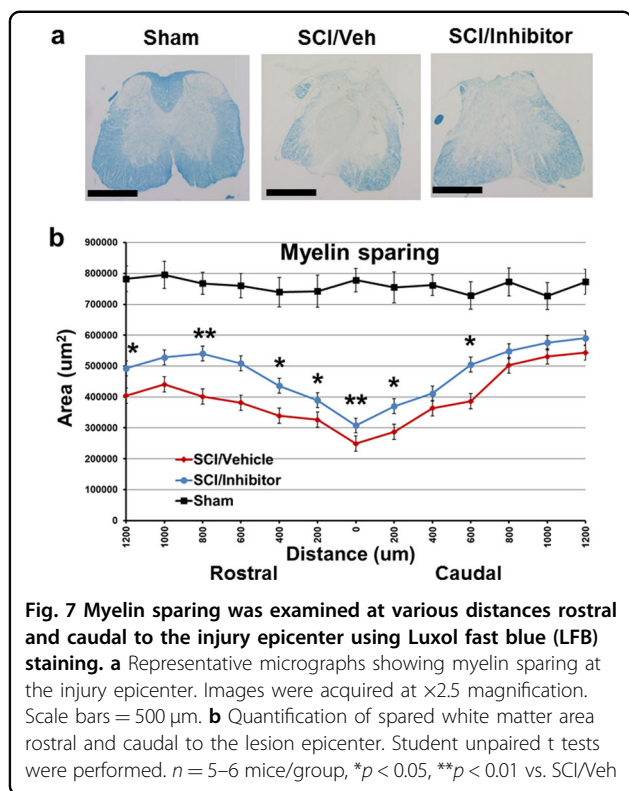 a
Sham SCI/Veh SCI/Inhibitor
b
Myelin sparing
900000
800000
700000
600000
500000
400000
300000
200000
100000
0
Area (um²)
* ** * * ** * *
SCI/Vehicle
SCI/Inhibitor
Sham
1200 1000 800 600 400 200 0 200 400 600 800 1000 1200
Distance (um)
Rostral Caudal
Fig. 7 Myelin sparing was examined at various distances rostral
and caudal to the injury epicenter using Luxol fast blue (LFB)
staining. a Representative micrographs showing myelin sparing at
the injury epicenter. Images were acquired at ×2.5 magnification.
Scale bars = 500 µm. b Quantification of spared white matter area
rostral and caudal to the lesion epicenter. Student unpaired t tests
were performed. n = 5–6 mice/group, *p < 0.05, **p < 0.01 vs. SCI/Veh